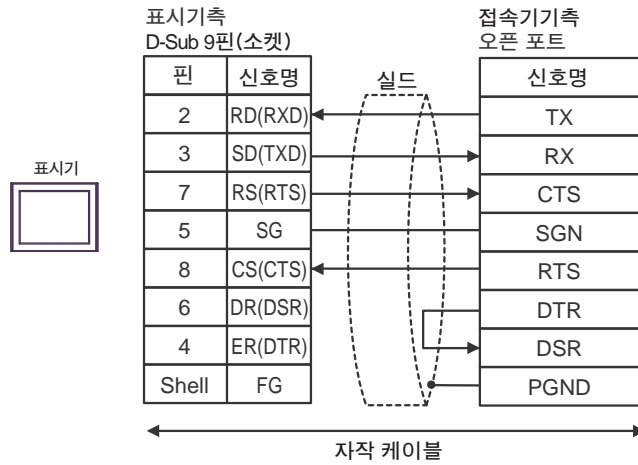 표시기측
D-Sub 9핀(소켓)
접속기기측
오픈 포트
핀 신호명 실드 신호명
2 RD(RXD) TX
3 SD(TXD) RX
표시기
7 RS(RTS) CTS
5 SG SGN
8 CS(CTS) RTS
6 DR(DSR) DTR
4 ER(DTR) DSR
Shell FG PGND
자작 케이블